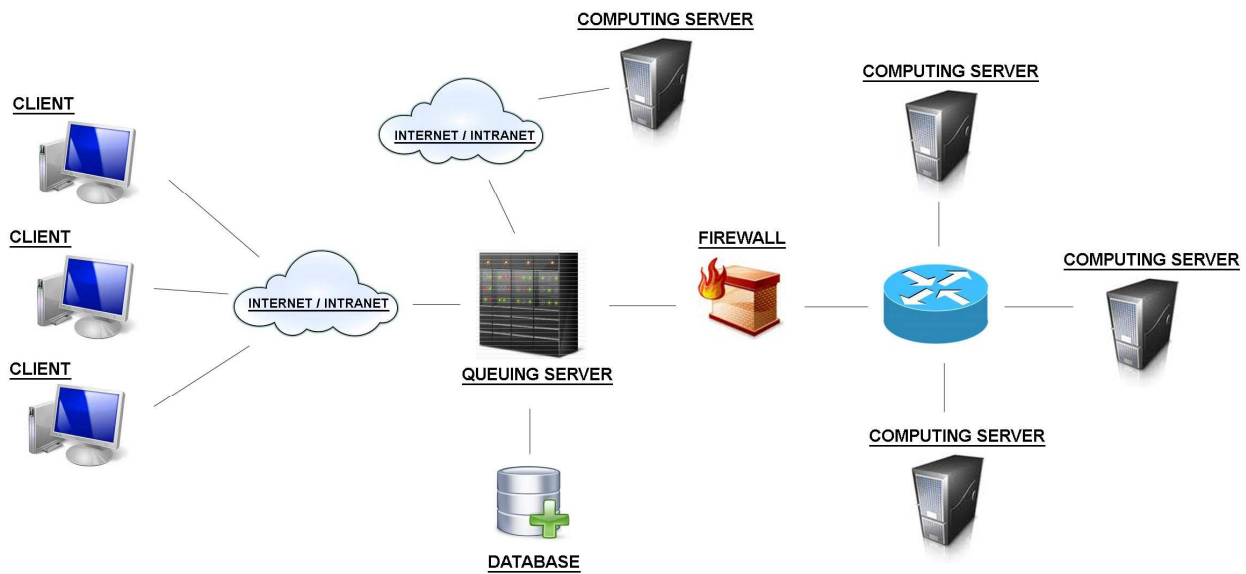 COMPUTING SERVER
COMPUTING SERVER
CLIENT
INTERNET / INTRANET
CLIENT
FIREWALL
COMPUTING SERVER
INTERNET / INTRANET
CLIENT
QUEUING SERVER
COMPUTING SERVER
DATABASE